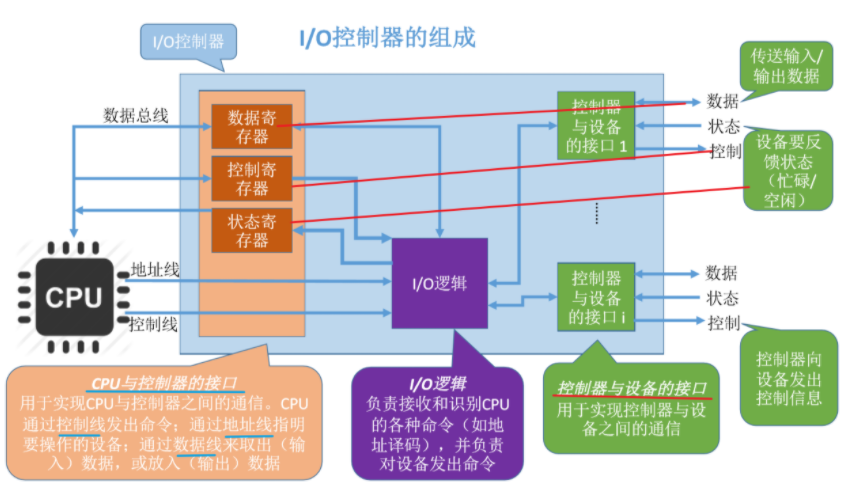 I/O控制器的组成
I/O控制器
传送输入/
输出数据
数据总线
数据寄
存器
控制器
与设备
的接口 1
数据
状态
控制
设备要反
馈状态
（忙碌/
空闲）
控制寄
存器
状态寄
存器
CPU
地址线
控制线
I/O逻辑
控制器
与设备
的接口 i
数据
状态
控制
CPU与控制器的接口
用于实现CPU与控制器之间的通信。CPU
通过控制线发出命令；通过地址线指明
要操作的设备；通过数据线来取出（输
入）数据，或放入（输出）数据
I/O逻辑
负责接收和识别CPU
的各种命令（如地
址译码），并负责
对设备发出命令
控制器与设备的接口
用于实现控制器与设
备之间的通信
控制器向
设备发出
控制信息